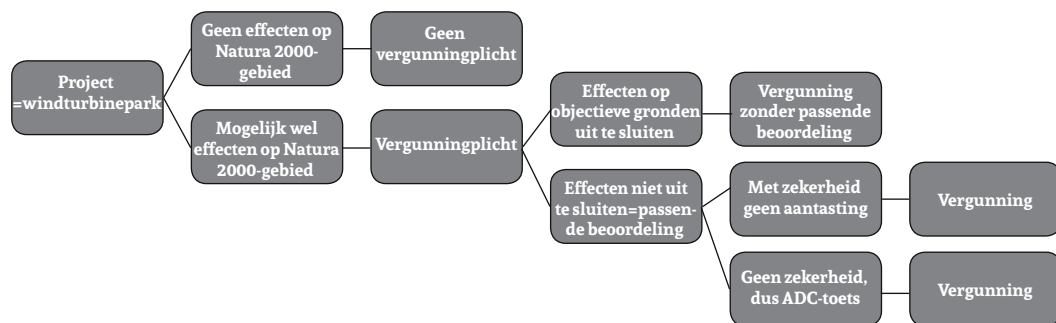 Project
=windturbinepark
Geen effecten op
Natura 2000-
gebied
Geen
vergunningplicht
Mogelijk wel
effecten op Natura
2000-gebied
Vergunningplicht
Effecten op
objectieve gronden
uit te sluiten
Vergunning
zonder passende
beoordeling
Effecten niet uit
te sluiten=passen-
de beoordeling
Met zekerheid
geen aantasting
Vergunning
Geen zekerheid,
dus ADC-toets
Vergunning